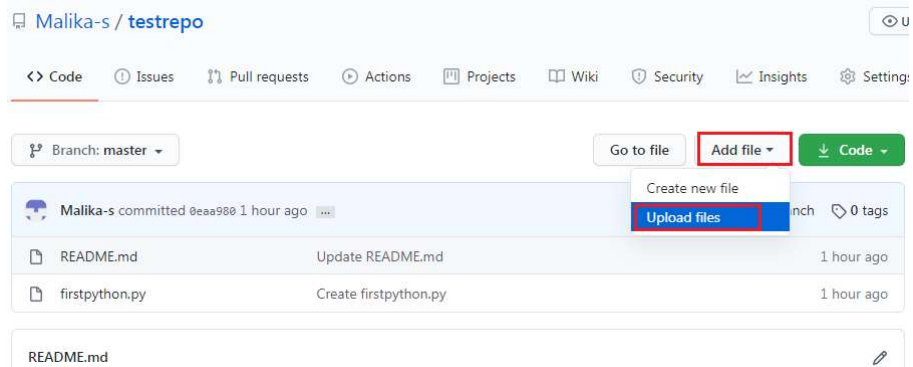 Malika-s / testrepo
<> Code Issues Pull requests Actions Projects Wiki Security Insights Settings
Branch: master Go to file Add file Code
Create new file
Malika-s committed 0eaa980 1 hour ago ... 0 tags
Upload files
README.md Update README.md 1 hour ago
firstpython.py Create firstpython.py 1 hour ago
README.md